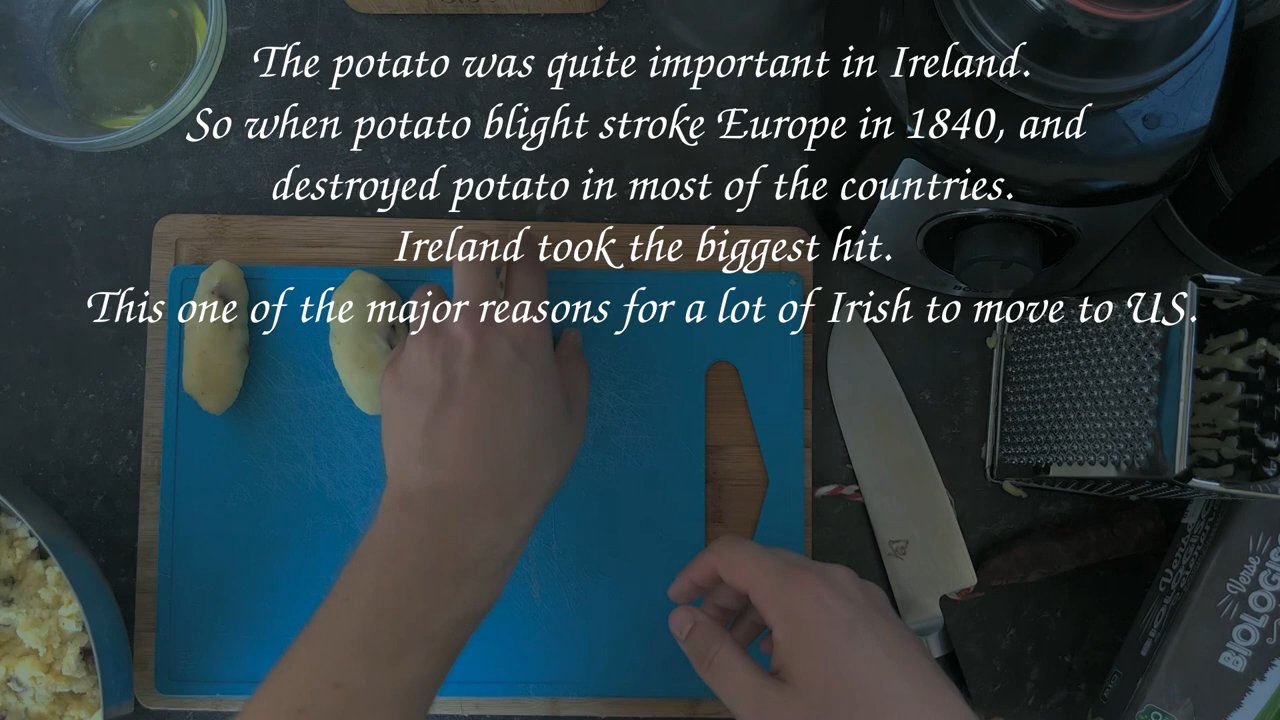 The potato was quite important in Ireland.
So when potato blight stroke Europe in 1840, and
destroyed potato in most of the countries.
Ireland took the biggest hit.
This one of the major reasons for a lot of Irish to move to US.
Verse
BIOLOGIS